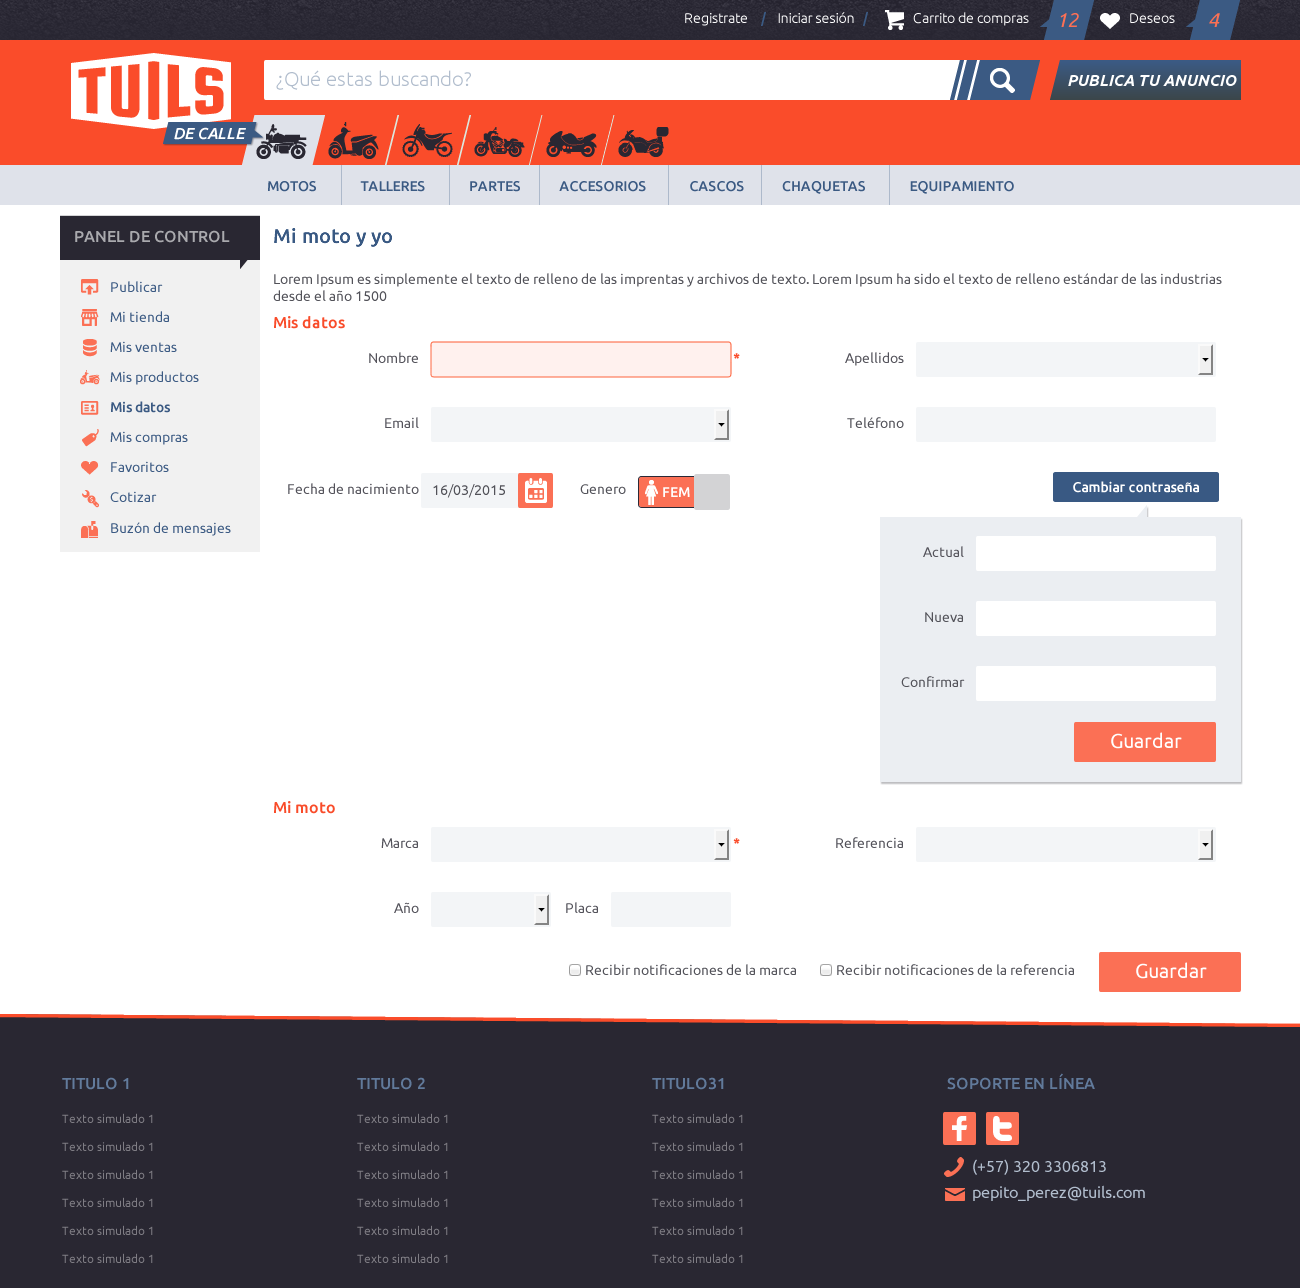 Registrate / Iniciar sesión / Carrito de compras 12 Deseos 4
TUILS
¿Qué estas buscando?
PUBLICA TU ANUNCIO
DE CALLE
MOTOS TALLERES PARTES ACCESORIOS CASCOS CHAQUETAS EQUIPAMIENTO
PANEL DE CONTROL
Publicar
Mi tienda
Mis ventas
Mis productos
Mis datos
Mis compras
Favoritos
Cotizar
Buzón de mensajes
Mi moto y yo
Lorem Ipsum es simplemente el texto de relleno de las imprentas y archivos de texto. Lorem Ipsum ha sido el texto de relleno estándar de las industrias
desde el año 1500
Mis datos
Nombre * Apellidos
Email Teléfono
Fecha de nacimiento 16/03/2015 Genero FEM Cambiar contraseña
Actual
Nueva
Confirmar
Guardar
Mi moto
Marca * Referencia
Año Placa
Recibir notificaciones de la marca Recibir notificaciones de la referencia Guardar
TITULO 1 TITULO 2 TITULO31 SOPORTE EN LÍNEA
Texto simulado 1 Texto simulado 1 Texto simulado 1
Texto simulado 1 Texto simulado 1 Texto simulado 1
Texto simulado 1 Texto simulado 1 Texto simulado 1
Texto simulado 1 Texto simulado 1 Texto simulado 1
Texto simulado 1 Texto simulado 1 Texto simulado 1
Texto simulado 1 Texto simulado 1 Texto simulado 1
(+57) 320 3306813
pepito_perez@tuils.com